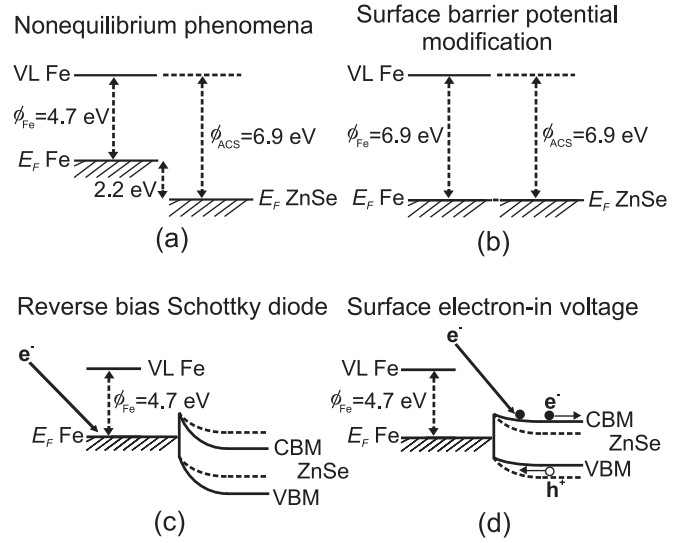 Nonequilibrium phenomena
VL Fe
ϕFe=4.7 eV
ϕACS=6.9 eV
EF Fe
2.2 eV
EF ZnSe
(a)
Surface barrier potential
modification
VL Fe
ϕFe=6.9 eV
ϕACS=6.9 eV
EF Fe
EF ZnSe
(b)
Reverse bias Schottky diode
e-
VL Fe
ϕFe=4.7 eV
EF Fe
CBM
ZnSe
VBM
(c)
Surface electron-in voltage
e-
VL Fe
ϕFe=4.7 eV
e-
CBM
EF Fe
ZnSe
VBM
h+
(d)